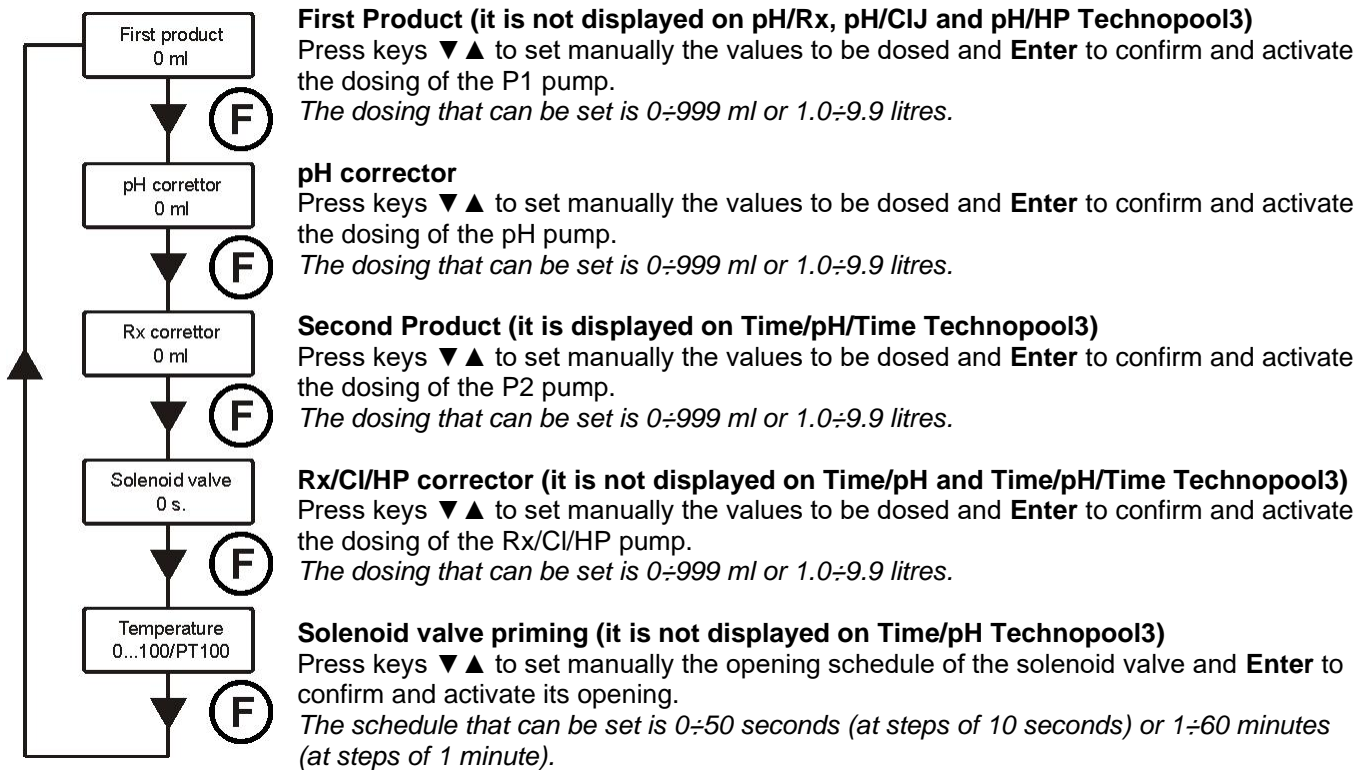 First product
0 ml
F
pH correttor
0 ml
F
Rx correttor
0 ml
F
Solenoid valve
0 s.
F
Temperature
0...100/PT100
F
First Product (it is not displayed on pH/Rx, pH/ClJ and pH/HP Technopool3)
Press keys ▼▲ to set manually the values to be dosed and Enter to confirm and activate
the dosing of the P1 pump.
The dosing that can be set is 0÷999 ml or 1.0÷9.9 litres.
pH corrector
Press keys ▼▲ to set manually the values to be dosed and Enter to confirm and activate
the dosing of the pH pump.
The dosing that can be set is 0÷999 ml or 1.0÷9.9 litres.
Second Product (it is displayed on Time/pH/Time Technopool3)
Press keys ▼▲ to set manually the values to be dosed and Enter to confirm and activate
the dosing of the P2 pump.
The dosing that can be set is 0÷999 ml or 1.0÷9.9 litres.
Rx/Cl/HP corrector (it is not displayed on Time/pH and Time/pH/Time Technopool3)
Press keys ▼▲ to set manually the values to be dosed and Enter to confirm and activate
the dosing of the Rx/Cl/HP pump.
The dosing that can be set is 0÷999 ml or 1.0÷9.9 litres.
Solenoid valve priming (it is not displayed on Time/pH Technopool3)
Press keys ▼▲ to set manually the opening schedule of the solenoid valve and Enter to
confirm and activate its opening.
The schedule that can be set is 0÷50 seconds (at steps of 10 seconds) or 1÷60 minutes
(at steps of 1 minute).